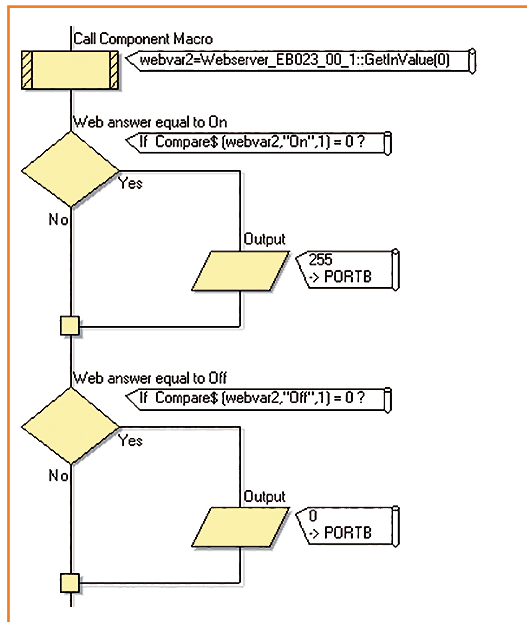 Call Component Macro
webvar2=Webserver_EB023_00_1::GetInValue(0)
Web answer equal to On
If Compare$ (webvar2,"On",1) = 0 ?
Yes
No
Output
255
-> PORTB
Web answer equal to Off
If Compare$ (webvar2,"Off",1) = 0 ?
Yes
No
Output
0
-> PORTB